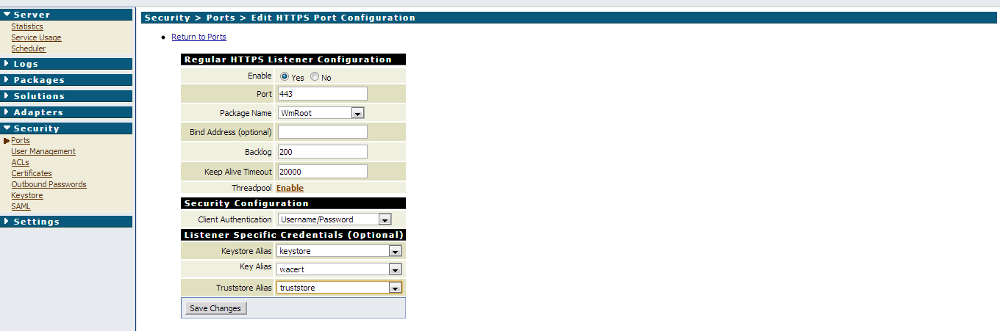 Server
Statistics
Service Usage
Scheduler
Logs
Packages
Solutions
Adapters
Security
Ports
User Management
ACLs
Certificates
Outbound Passwords
Keystore
SAML
Settings
Security > Ports > Edit HTTPS Port Configuration
Return to Ports
Regular HTTPS Listener Configuration
Enable Yes No
Port 443
Package Name WmRoot
Bind Address (optional)
Backlog 200
Keep Alive Timeout 20000
Threadpool Enable
Security Configuration
Client Authentication Username/Password
Listener Specific Credentials (Optional)
Keystore Alias keystore
Key Alias wacert
Truststore Alias truststore
Save Changes